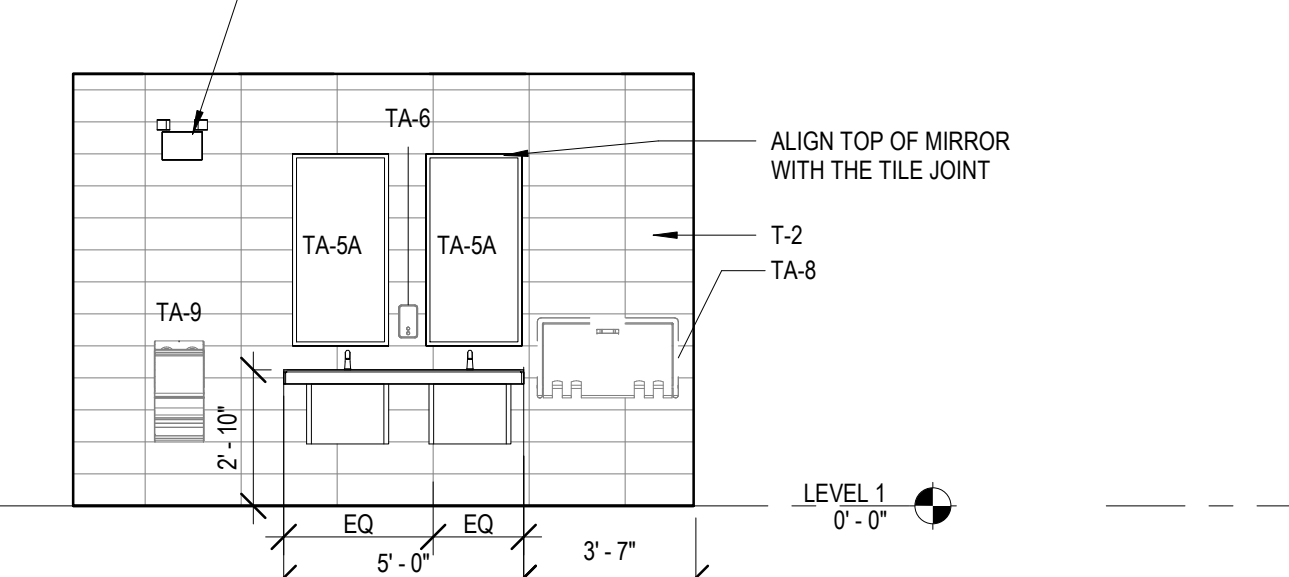 TA-6
ALIGN TOP OF MIRROR
WITH THE TILE JOINT
TA-5A
TA-5A
T-2
TA-8
TA-9
2' - 10"
LEVEL 1
0' - 0"
EQ
EQ
5' - 0"
3' - 7"